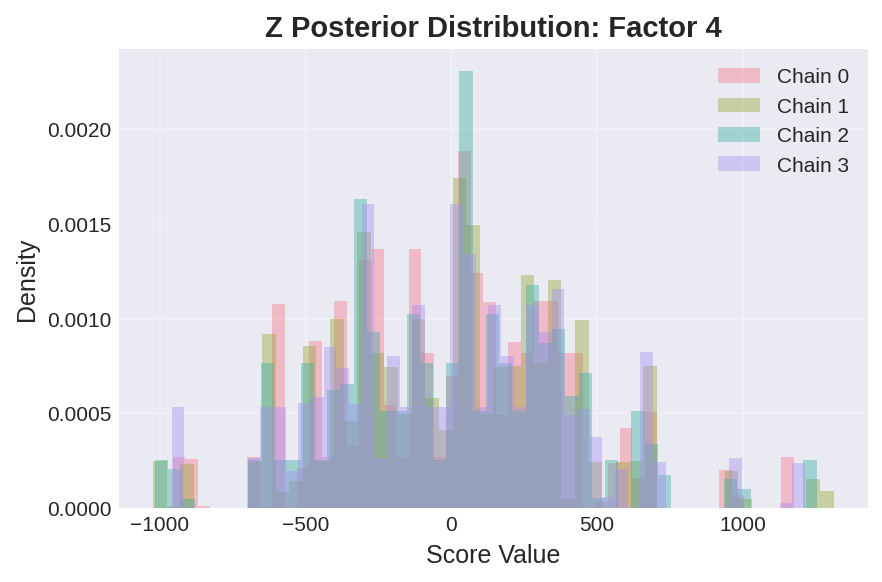 Z Posterior Distribution: Factor 4
Chain 0
Chain 1
Chain 2
Chain 3
0.0020
0.0015
0.0010
0.0005
0.0000
Density
−1000
−500
0
500
1000
Score Value